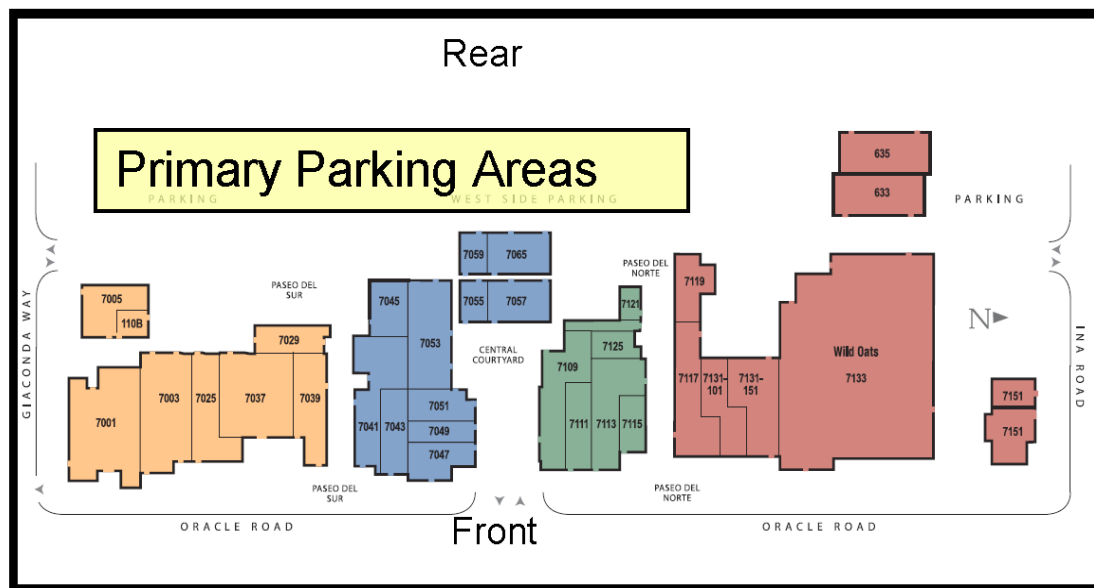 Rear
Primary Parking Areas
PARKING
WEST SIDE PARKING
635
633
PARKING
7059
7065
7055
7057
PASEO DEL
NORTE
7119
7005
110B
PASEO DEL
SUR
7045
7053
7121
7029
CENTRAL
COURTYARD
7109
7125
Wild Oats
7133
N
GIACONDA WAY
INA ROAD
7001
7003
7025
7037
7039
7041
7043
7051
7049
7047
7111
7113
7115
7117
7131-
101
7131-
151
7151
7151
PASEO DEL
SUR
PASEO DEL
NORTE
ORACLE ROAD
Front
ORACLE ROAD